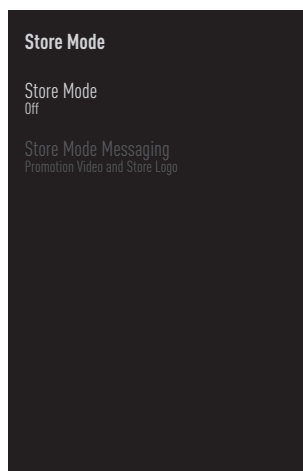 Store Mode
Store Mode
Off
Store Mode Messaging
Promotion Video and Store Logo